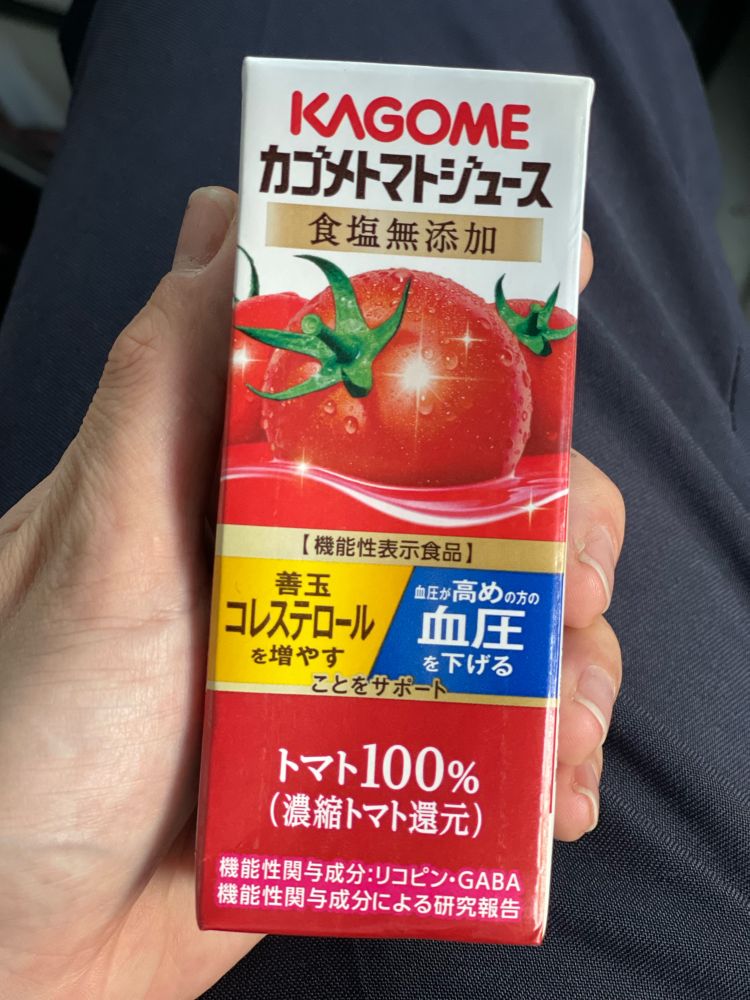 KAGOME
カゴメトマトジュース
食塩無添加
【機能性表示食品】
善玉
コレステロール
を増やす
血圧が高めの方の
血圧
を下げる
ことをサポート
トマト100%
(濃縮トマト還元)
機能性関与成分:リコピン・GABA
機能性関与成分による研究報告